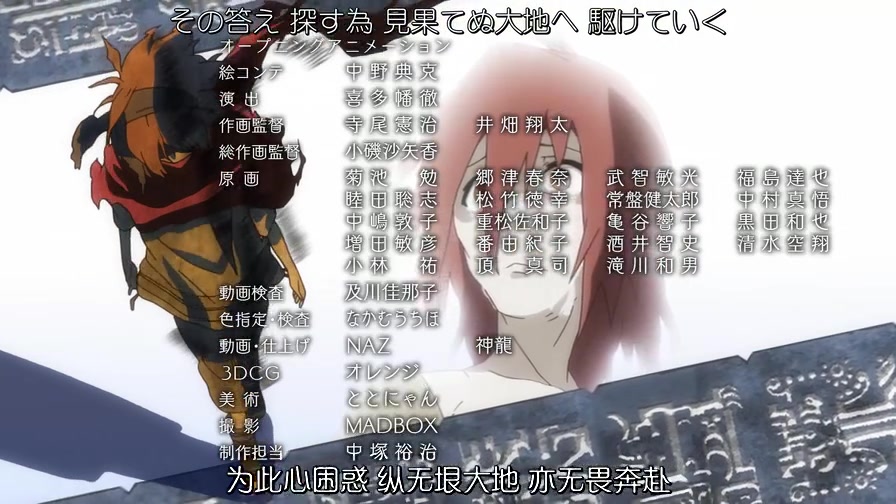 その答え 探す為 見果てぬ大地へ 駆けていく
オープニングアニメーション
絵コンテ 中野典克
演出 喜多幡徹
作画監督 寺尾憲治 井畑翔太
総作画監督 小磯沙矢香
原画 菊池勉 郷津春奈 武智敏光 福島達也
睦田聡志 松竹徳幸 常盤健太郎 中村真悟
中嶋敦子 重松佐和子 亀谷響子 黒田和也
増田敏彦 番由紀子 酒井智史 清水空翔
小林祐 頂真司 滝川和男
動画検査 及川佳那子
色指定・検査 なかむらちほ
動画・仕上げ NAZ 神龍
3DCG オレンジ
美術 ととにゃん
撮影 MADBOX
制作担当 中塚裕治
为此心困惑 纵无垠大地 亦无畏奔赴